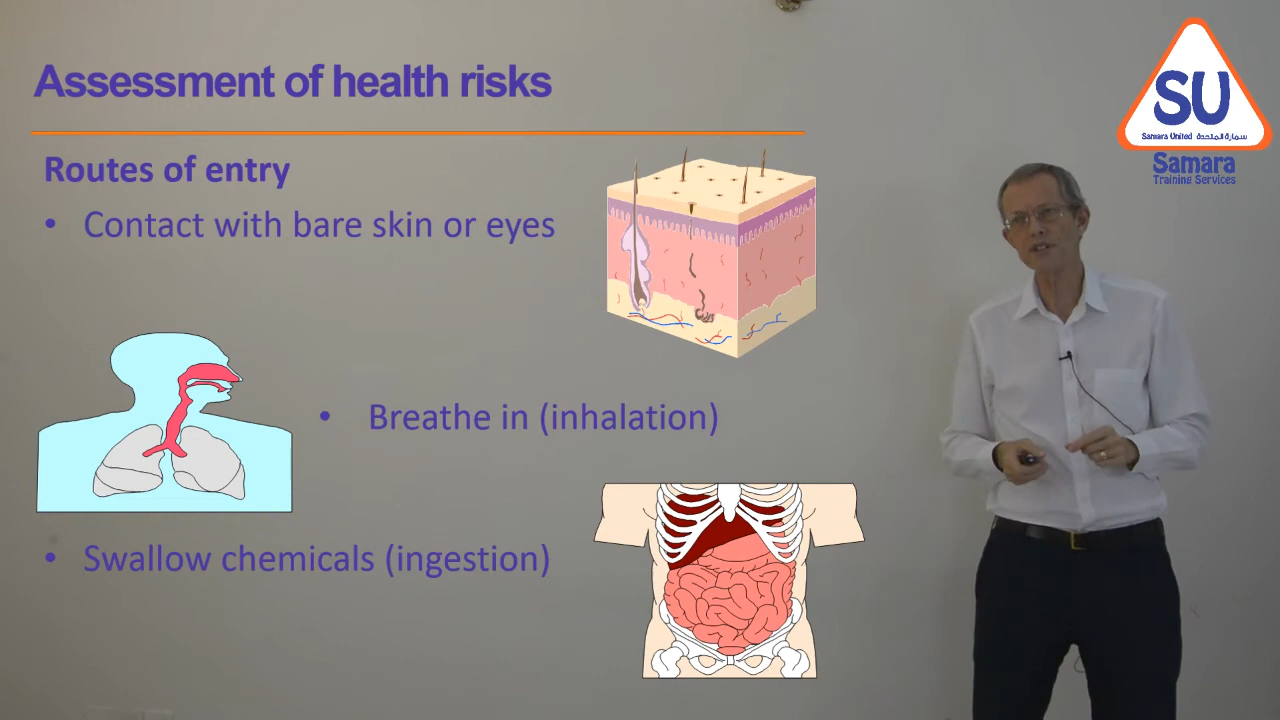 Assessment of health risks
SU
Samara United سمارة المتحدة
Samara
Training Services
Routes of entry
• Contact with bare skin or eyes
• Breathe in (inhalation)
• Swallow chemicals (ingestion)